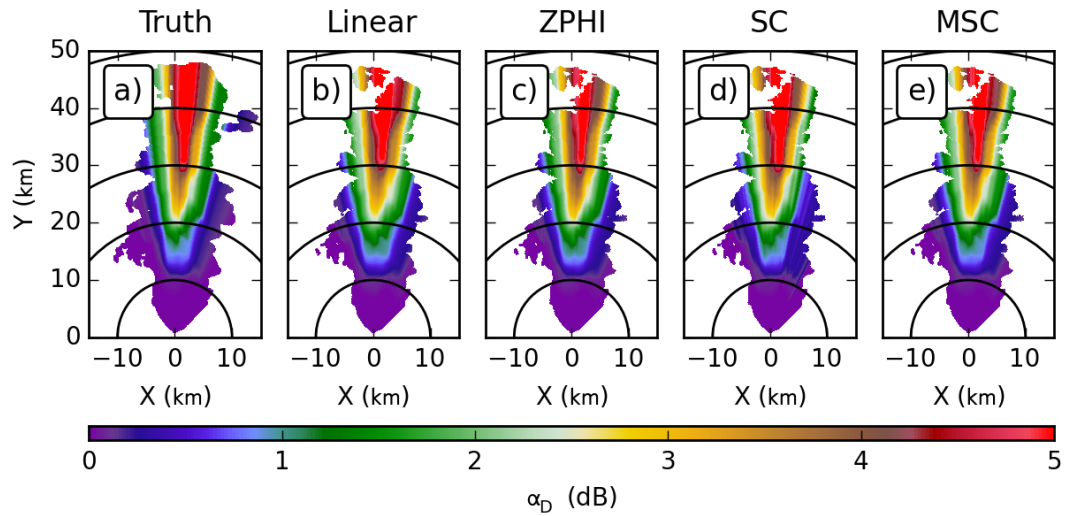 Truth Linear ZPHI SC MSC
50
a) b) c) d) e)
40
30
Y (km)
20
10
0
−10 0 10 −10 0 10 −10 0 10 −10 0 10 −10 0 10
X (km) X (km) X (km) X (km) X (km)
0 1 2 3 4 5
α_D (dB)